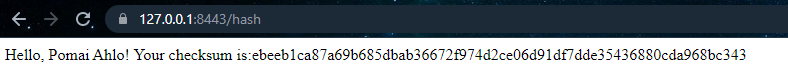 127.0.0.1:8443/hash
Hello, Pomai Ahlo! Your checksum is:ebeeb1ca87a69b685dbab36672f974d2ce06d91df7dde35436880cda968bc343